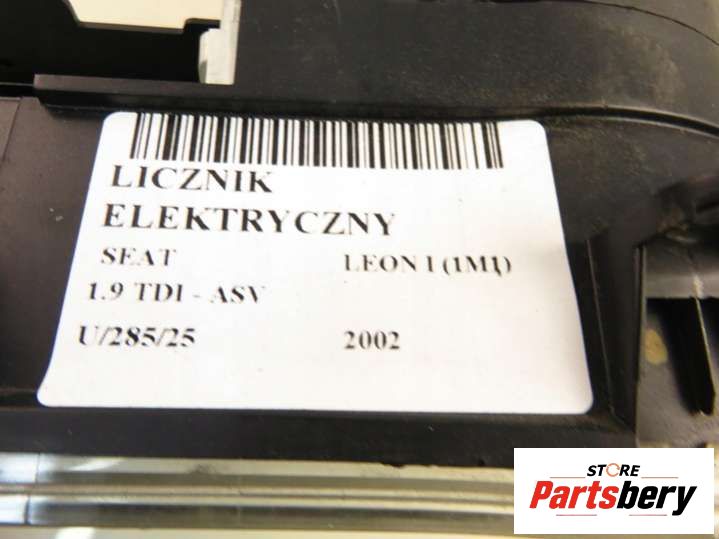 LICZNIK
ELEKTRYCZNY
SEAT LEON I (1M1)
1.9 TDI - ASV
U/285/25 2002
STORE
Partsbery